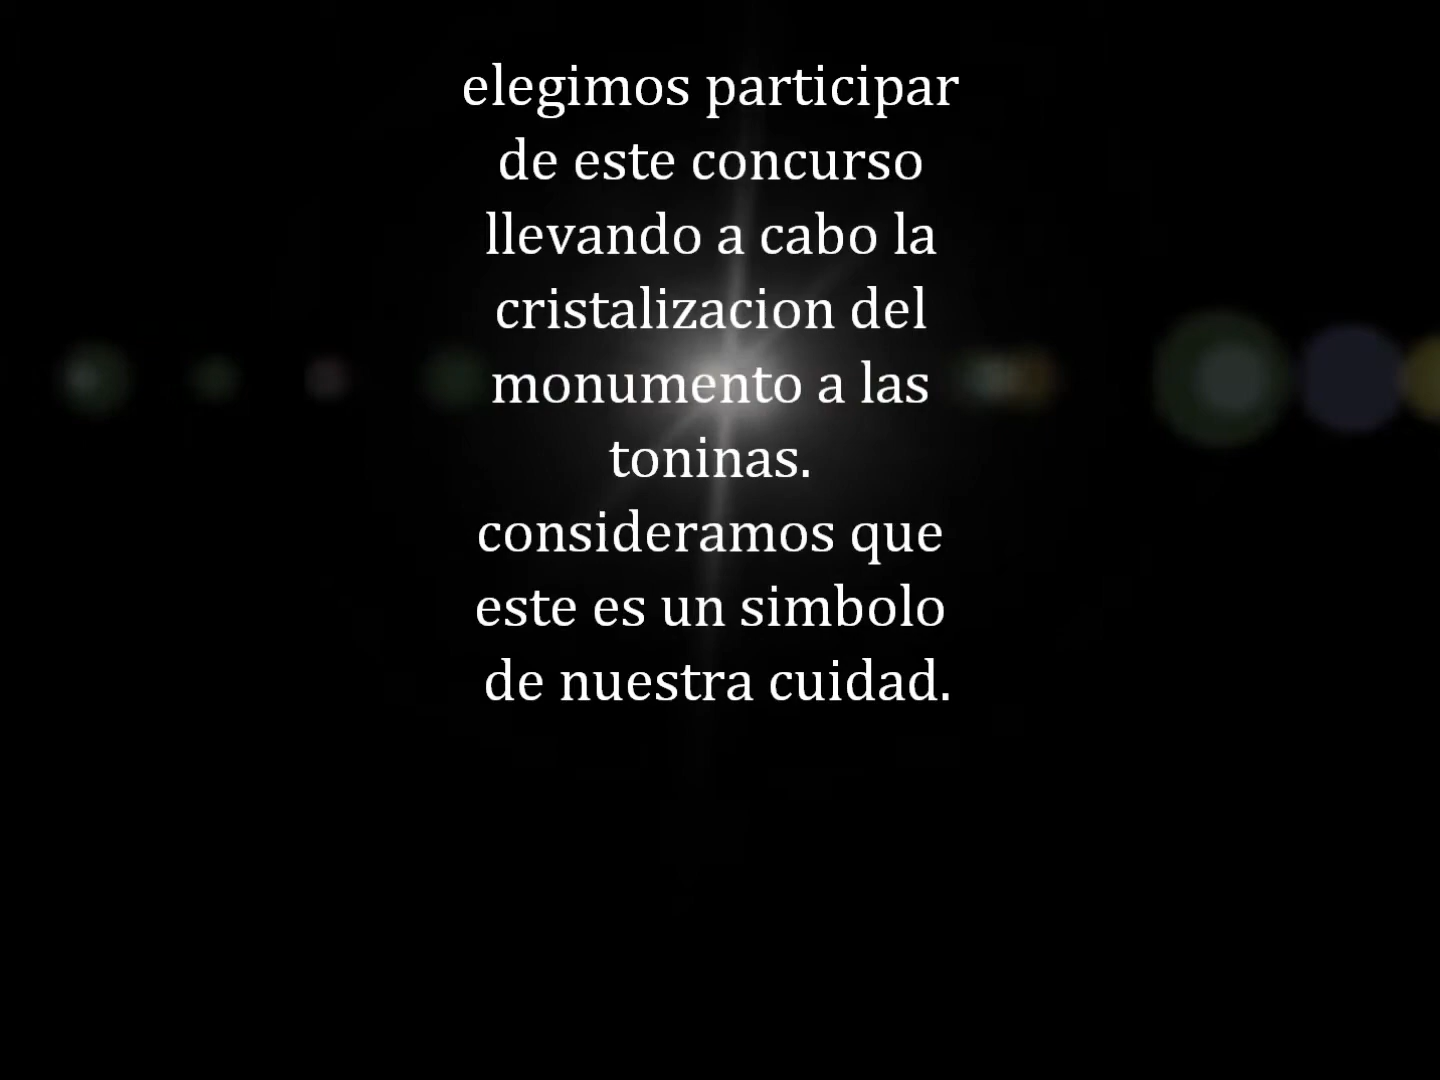 elegimos participar
de este concurso
llevando a cabo la
cristalizacion del
monumento a las
toninas.
consideramos que
este es un simbolo
de nuestra cuidad.